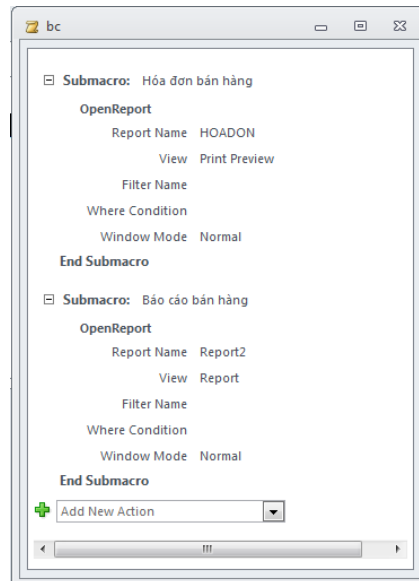 bc
Submacro: Hóa đơn bán hàng
OpenReport
Report Name HOADON
View Print Preview
Filter Name
Where Condition
Window Mode Normal
End Submacro
Submacro: Báo cáo bán hàng
OpenReport
Report Name Report2
View Report
Filter Name
Where Condition
Window Mode Normal
End Submacro
Add New Action